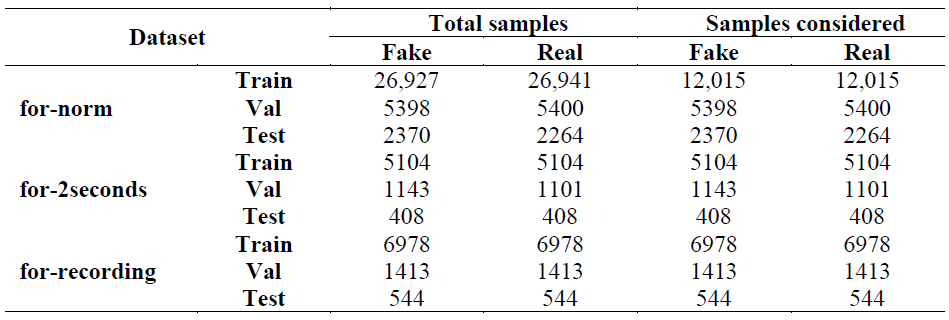 Dataset Total samples Samples considered
Fake Real Fake Real
Train 26,927 26,941 12,015 12,015
for-norm Val 5398 5400 5398 5400
Test 2370 2264 2370 2264
Train 5104 5104 5104 5104
for-2seconds Val 1143 1101 1143 1101
Test 408 408 408 408
Train 6978 6978 6978 6978
for-recording Val 1413 1413 1413 1413
Test 544 544 544 544